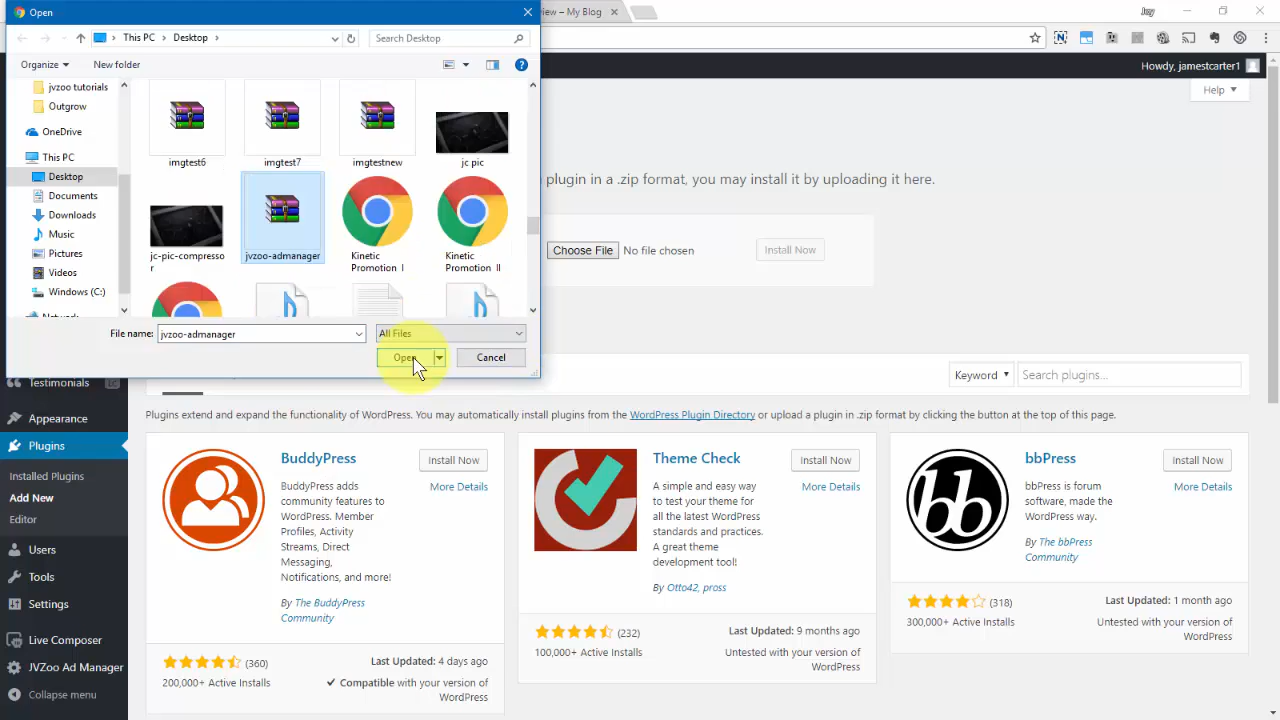 Open
view – My Blog
This PC
Desktop
Search Desktop
Organize
New folder
jvzoo tutorials
Outgrow
OneDrive
This PC
Desktop
Documents
Downloads
Music
Pictures
Videos
Windows (C:)
imgtest6
imgtest7
imgtestnew
jc pic
jc-pic-compresso
r
jvzoo-admanager
Kinetic
Promotion I
Kinetic
Promotion II
File name:
jvzoo-admanager
All Files
Open
Cancel
Howdy, jamestcarter1
Help
plugin in a .zip format, you may install it by uploading it here.
Choose File
No file chosen
Install Now
Keyword
Search plugins...
Plugins extend and expand the functionality of WordPress. You may automatically install plugins from the WordPress Plugin Directory or upload a plugin in .zip format by clicking the button at the top of this page.
Testimonials
Appearance
Plugins
Installed Plugins
Add New
Editor
Users
Tools
Settings
Live Composer
JVZoo Ad Manager
Collapse menu
BuddyPress
Install Now
More Details
BuddyPress adds
community features to
WordPress. Member
Profiles, Activity
Streams, Direct
Messaging,
Notifications, and more!
By The BuddyPress
Community
(360)
200,000+ Active Installs
Last Updated: 4 days ago
Compatible with your version of
WordPress
Theme Check
Install Now
More Details
A simple and easy way
to test your theme for
all the latest WordPress
standards and practices.
A great theme
development tool!
By Otto42, pross
(232)
100,000+ Active Installs
Last Updated: 9 months ago
Untested with your version of
WordPress
bb
bbPress
Install Now
More Details
bbPress is forum
software, made the
WordPress way.
By The bbPress
Community
(318)
300,000+ Active Installs
Last Updated: 1 month ago
Untested with your version of
WordPress